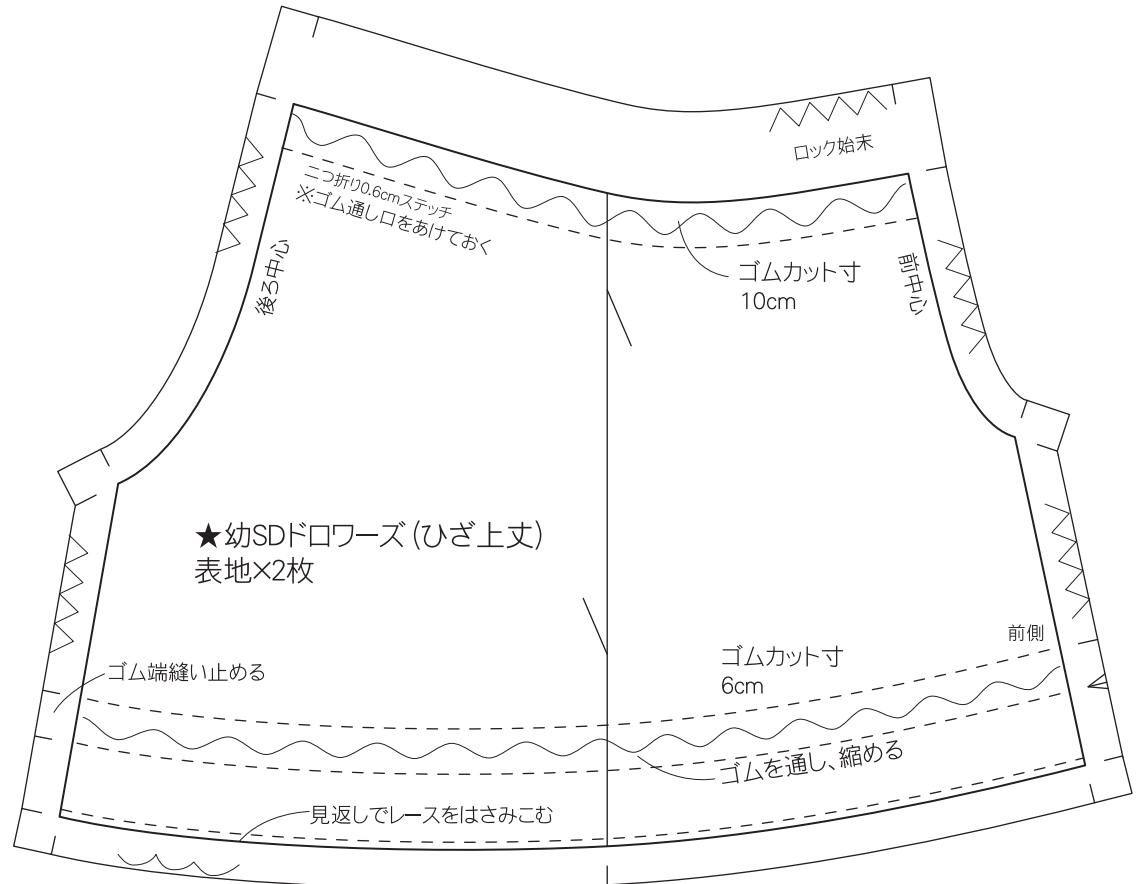 ロック始末
二つ折り0.6cmステッチ
※ゴム通し口をあけておく
後ろ中心
ゴムカット寸
10cm
前中心
★幼SDドロワーズ(ひざ上丈)
表地×2枚
前側
ゴムカット寸
6cm
ゴム端縫い止める
ゴムを通し、縮める
見返しでレースをはさみこむ